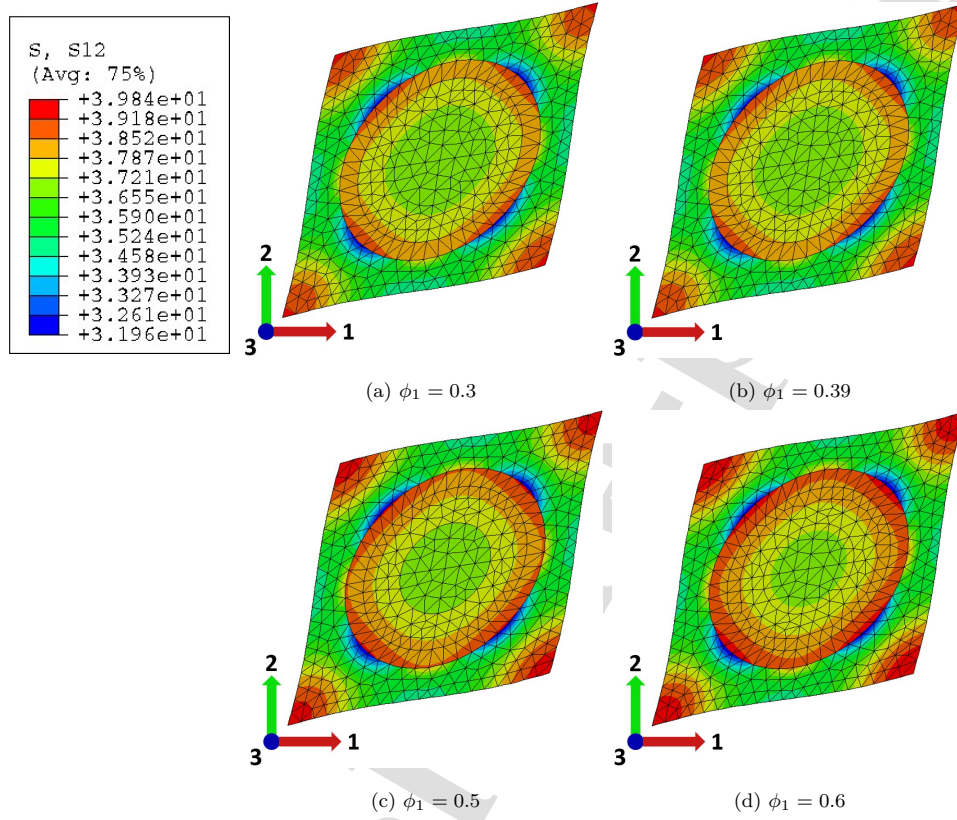 S, S12
(Avg: 75%)
+3.984e+01
+3.918e+01
+3.852e+01
+3.787e+01
+3.721e+01
+3.655e+01
+3.590e+01
+3.524e+01
+3.458e+01
+3.393e+01
+3.327e+01
+3.261e+01
+3.196e+01
2
3
1
2
3
1
(a) ϕ₁ = 0.3
(b) ϕ₁ = 0.39
2
3
1
2
3
1
(c) ϕ₁ = 0.5
(d) ϕ₁ = 0.6